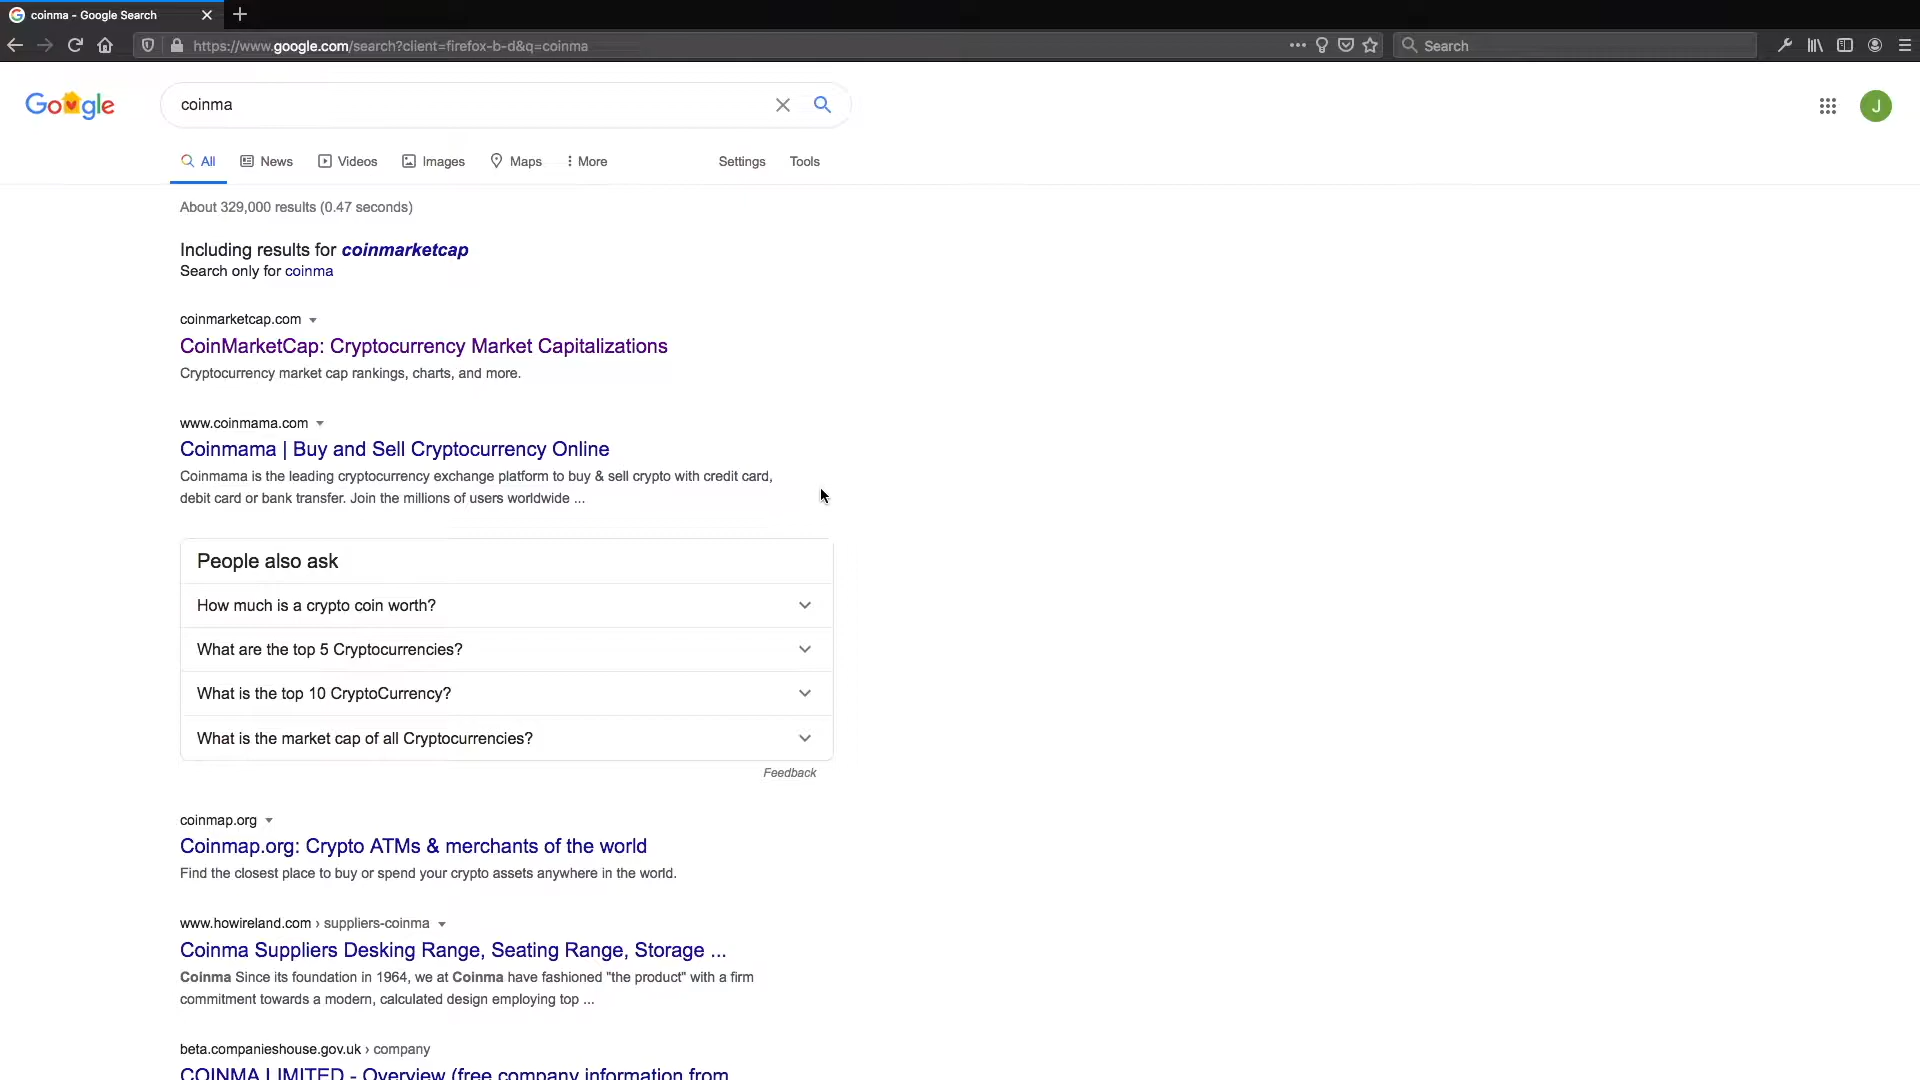 coinma - Google Search
https://www.google.com/search?client=firefox-b-d&q=coinma
Search
Google
coinma
J
All
News
Videos
Images
Maps
More
Settings
Tools
About 329,000 results (0.47 seconds)
Including results for coinmarketcap
Search only for coinma
coinmarketcap.com
CoinMarketCap: Cryptocurrency Market Capitalizations
Cryptocurrency market cap rankings, charts, and more.
www.coinmama.com
Coinmama | Buy and Sell Cryptocurrency Online
Coinmama is the leading cryptocurrency exchange platform to buy & sell crypto with credit card,
debit card or bank transfer. Join the millions of users worldwide ...
People also ask
How much is a crypto coin worth?
What are the top 5 Cryptocurrencies?
What is the top 10 CryptoCurrency?
What is the market cap of all Cryptocurrencies?
Feedback
coinmap.org
Coinmap.org: Crypto ATMs & merchants of the world
Find the closest place to buy or spend your crypto assets anywhere in the world.
www.howireland.com › suppliers-coinma
Coinma Suppliers Desking Range, Seating Range, Storage ...
Coinma Since its foundation in 1964, we at Coinma have fashioned "the product" with a firm
commitment towards a modern, calculated design employing top ...
beta.companieshouse.gov.uk › company
COINMA LIMITED - Overview (free company information from